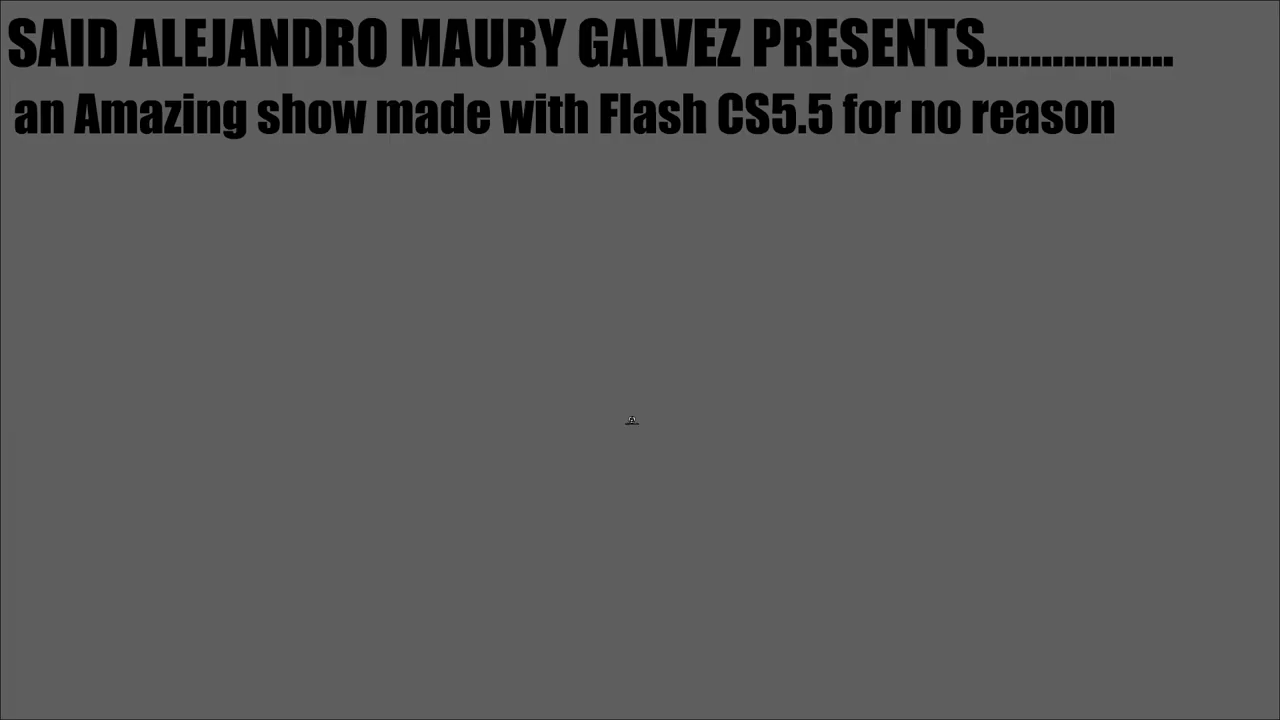 SAID ALEJANDRO MAURY GALVEZ PRESENTS.................
an Amazing show made with Flash CS5.5 for no reason